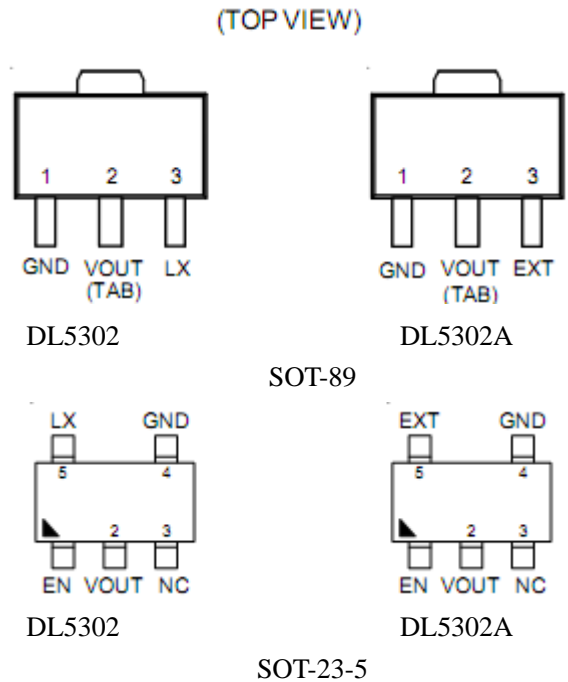 (TOP VIEW)
1 2 3 1 2 3
GND VOUT LX GND VOUT EXT
(TAB) (TAB)
DL5302 DL5302A
SOT-89
LX GND EXT GND
5 4 5 4
2 3 2 3
EN VOUT NC EN VOUT NC
DL5302 DL5302A
SOT-23-5